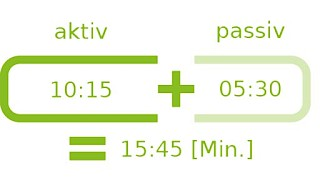 aktiv passiv
10:15 + 05:30
= 15:45 [Min.]